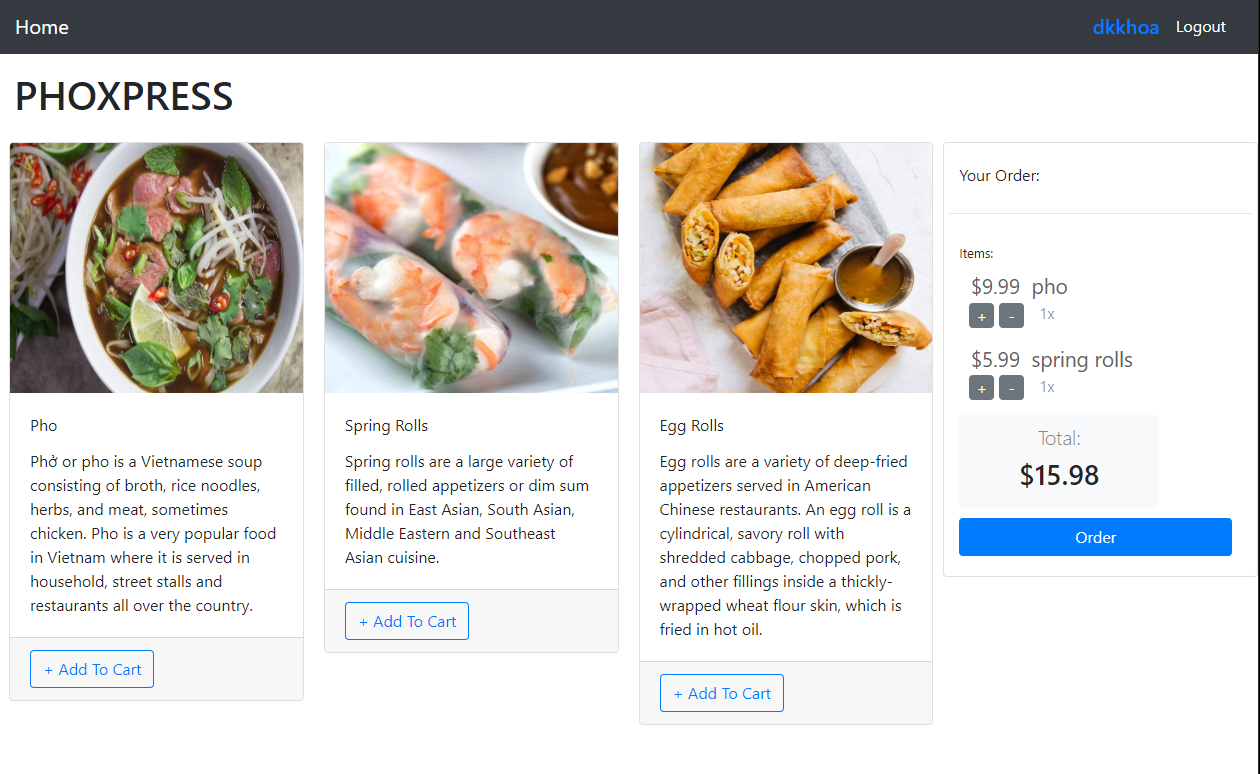 Home
dkkhoa Logout
PHOXPRESS
Pho
Phở or pho is a Vietnamese soup
consisting of broth, rice noodles,
herbs, and meat, sometimes
chicken. Pho is a very popular food
in Vietnam where it is served in
household, street stalls and
restaurants all over the country.
+ Add To Cart
Spring Rolls
Spring rolls are a large variety of
filled, rolled appetizers or dim sum
found in East Asian, South Asian,
Middle Eastern and Southeast
Asian cuisine.
+ Add To Cart
Egg Rolls
Egg rolls are a variety of deep-fried
appetizers served in American
Chinese restaurants. An egg roll is a
cylindrical, savory roll with
shredded cabbage, chopped pork,
and other fillings inside a thickly-
wrapped wheat flour skin, which is
fried in hot oil.
+ Add To Cart
Your Order:
Items:
$9.99 pho
+ - 1x
$5.99 spring rolls
+ - 1x
Total:
$15.98
Order